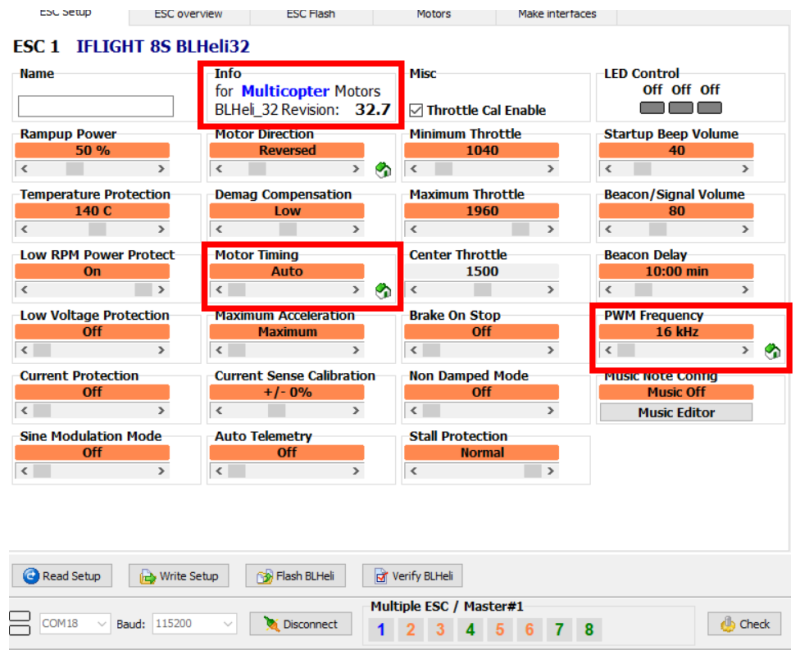 ESC Setup ESC overview ESC Flash Motors Make interfaces
ESC 1 IFLIGHT 8S BLHeli32
Name
Info
for Multicopter Motors
BLHeli_32 Revision: 32.7
Misc
Throttle Cal Enable
LED Control
Off Off Off
Rampup Power
50 %
Motor Direction
Reversed
Minimum Throttle
1040
Startup Beep Volume
40
Temperature Protection
140 C
Demag Compensation
Low
Maximum Throttle
1960
Beacon/Signal Volume
80
Low RPM Power Protect
On
Motor Timing
Auto
Center Throttle
1500
Beacon Delay
10:00 min
Low Voltage Protection
Off
Maximum Acceleration
Maximum
Brake On Stop
Off
PWM Frequency
16 kHz
Current Protection
Off
Current Sense Calibration
+/- 0%
Non Damped Mode
Off
Music Note Config
Music Off
Music Editor
Sine Modulation Mode
Off
Auto Telemetry
Off
Stall Protection
Normal
Read Setup Write Setup Flash BLHeli Verify BLHeli
COM18 Baud: 115200 Disconnect
Multiple ESC / Master#1
1 2 3 4 5 6 7 8
Check